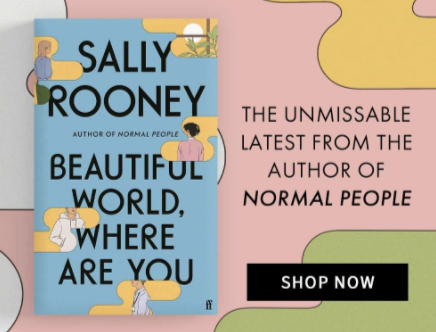 SALLY
ROONEY
AUTHOR OF NORMAL PEOPLE
BEAUTIFUL
WORLD,
WHERE
ARE YOU
ff
THE UNMISSABLE
LATEST FROM THE
AUTHOR OF
NORMAL PEOPLE
SHOP NOW